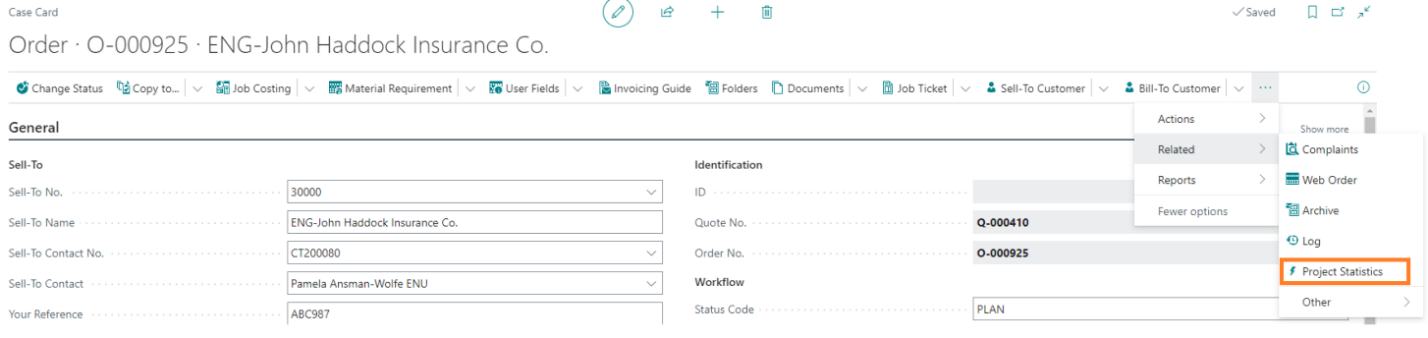 Case Card
Saved
Order · O-000925 · ENG-John Haddock Insurance Co.
Change Status Copy to... Job Costing Material Requirement User Fields Invoicing Guide Folders Documents Job Ticket Sell-To Customer Bill-To Customer ...
General
Show more
Actions
Related
Reports
Fewer options
Complaints
Web Order
Archive
Log
Project Statistics
Other
Sell-To
Sell-To No. 30000
Sell-To Name ENG-John Haddock Insurance Co.
Sell-To Contact No. CT200080
Sell-To Contact Pamela Ansman-Wolfe ENU
Your Reference ABC987
Identification
ID
Quote No. Q-000410
Order No. O-000925
Workflow
Status Code PLAN